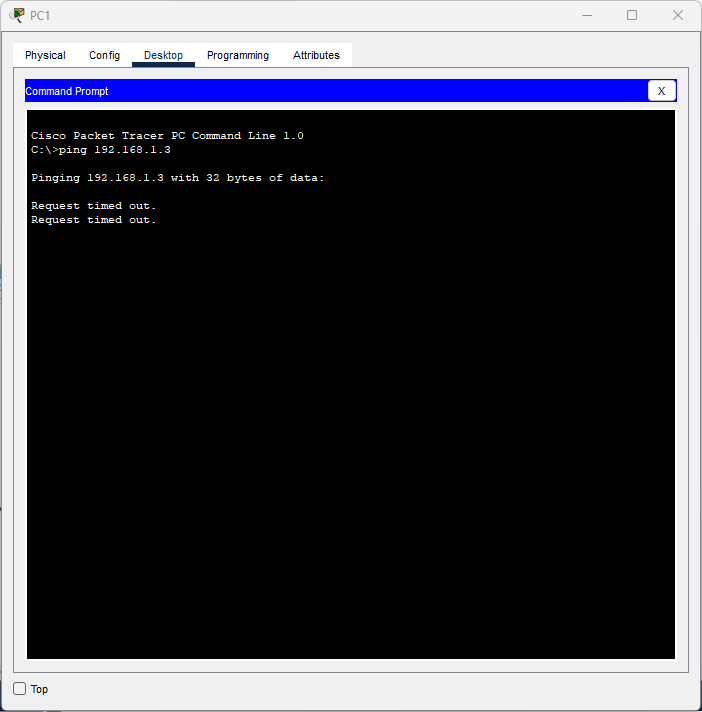 PC1
Physical Config Desktop Programming Attributes
Command Prompt X
Cisco Packet Tracer PC Command Line 1.0
C:\>ping 192.168.1.3
Pinging 192.168.1.3 with 32 bytes of data:
Request timed out.
Request timed out.
Top